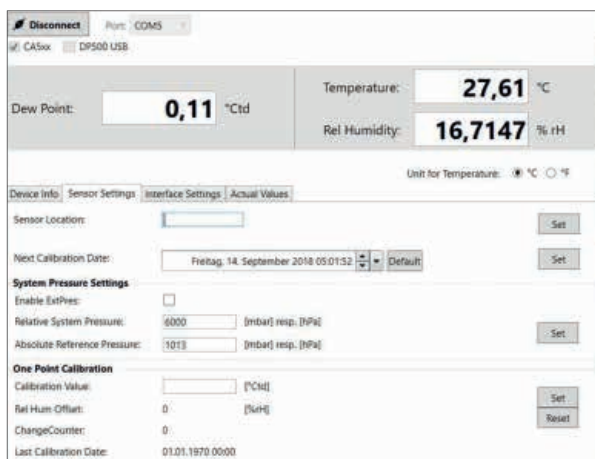 Disconnect Port: COM5
CA5xx DP500 USB
Dew Point: 0,11 °Ctd
Temperature: 27,61 °C
Rel Humidity: 16,7147 % rH
Unit for Temperature: °C °F
Device Info Sensor Settings Interface Settings Actual Values
Sensor Location: Set
Next Calibration Date: Freitag, 14. September 2018 05:01:52 Default Set
System Pressure Settings
Enable ExtPres:
Relative System Pressure: 6000 [mbar] resp. [hPa]
Set
Absolute Reference Pressure: 1013 [mbar] resp. [hPa]
One Point Calibration
Calibration Value: [°Ctd]
Set
Rel Hum Offset: 0 [%rH]
Reset
ChangeCounter: 0
Last Calibration Date: 01.01.1970 00:00